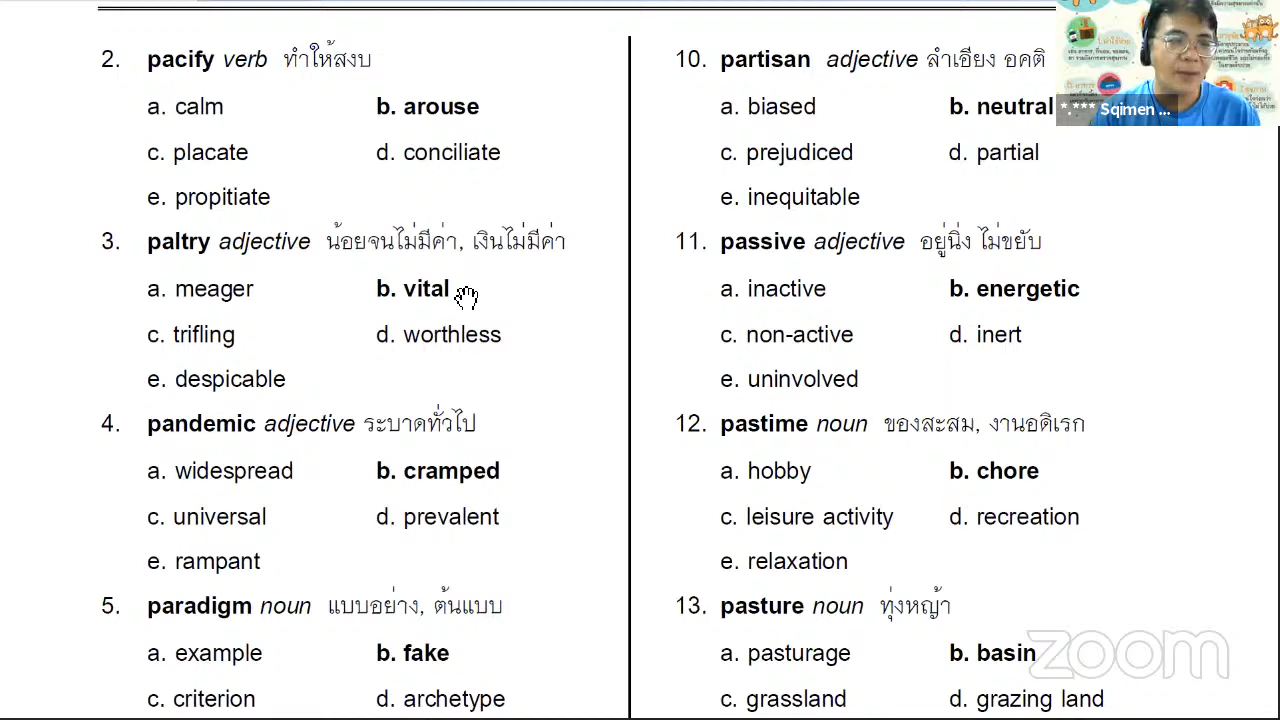 2. pacify verb ทำให้สงบ
a. calm b. arouse
c. placate d. conciliate
e. propitiate
3. paltry adjective น้อยจนไม่มีค่า, เงินไม่มีค่า
a. meager b. vital
c. trifling d. worthless
e. despicable
4. pandemic adjective ระบาดทั่วไป
a. widespread b. cramped
c. universal d. prevalent
e. rampant
5. paradigm noun แบบอย่าง, ต้นแบบ
a. example b. fake
c. criterion d. archetype
10. partisan adjective ลำเอียง อคติ
a. biased b. neutral
c. prejudiced d. partial
e. inequitable
11. passive adjective อยู่นิ่ง ไม่ขยับ
a. inactive b. energetic
c. non-active d. inert
e. uninvolved
12. pastime noun ของสะสม, งานอดิเรก
a. hobby b. chore
c. leisure activity d. recreation
e. relaxation
13. pasture noun ทุ่งหญ้า
a. pasturage b. basin
c. grassland d. grazing land
*.*** Sqimen ...
zoom